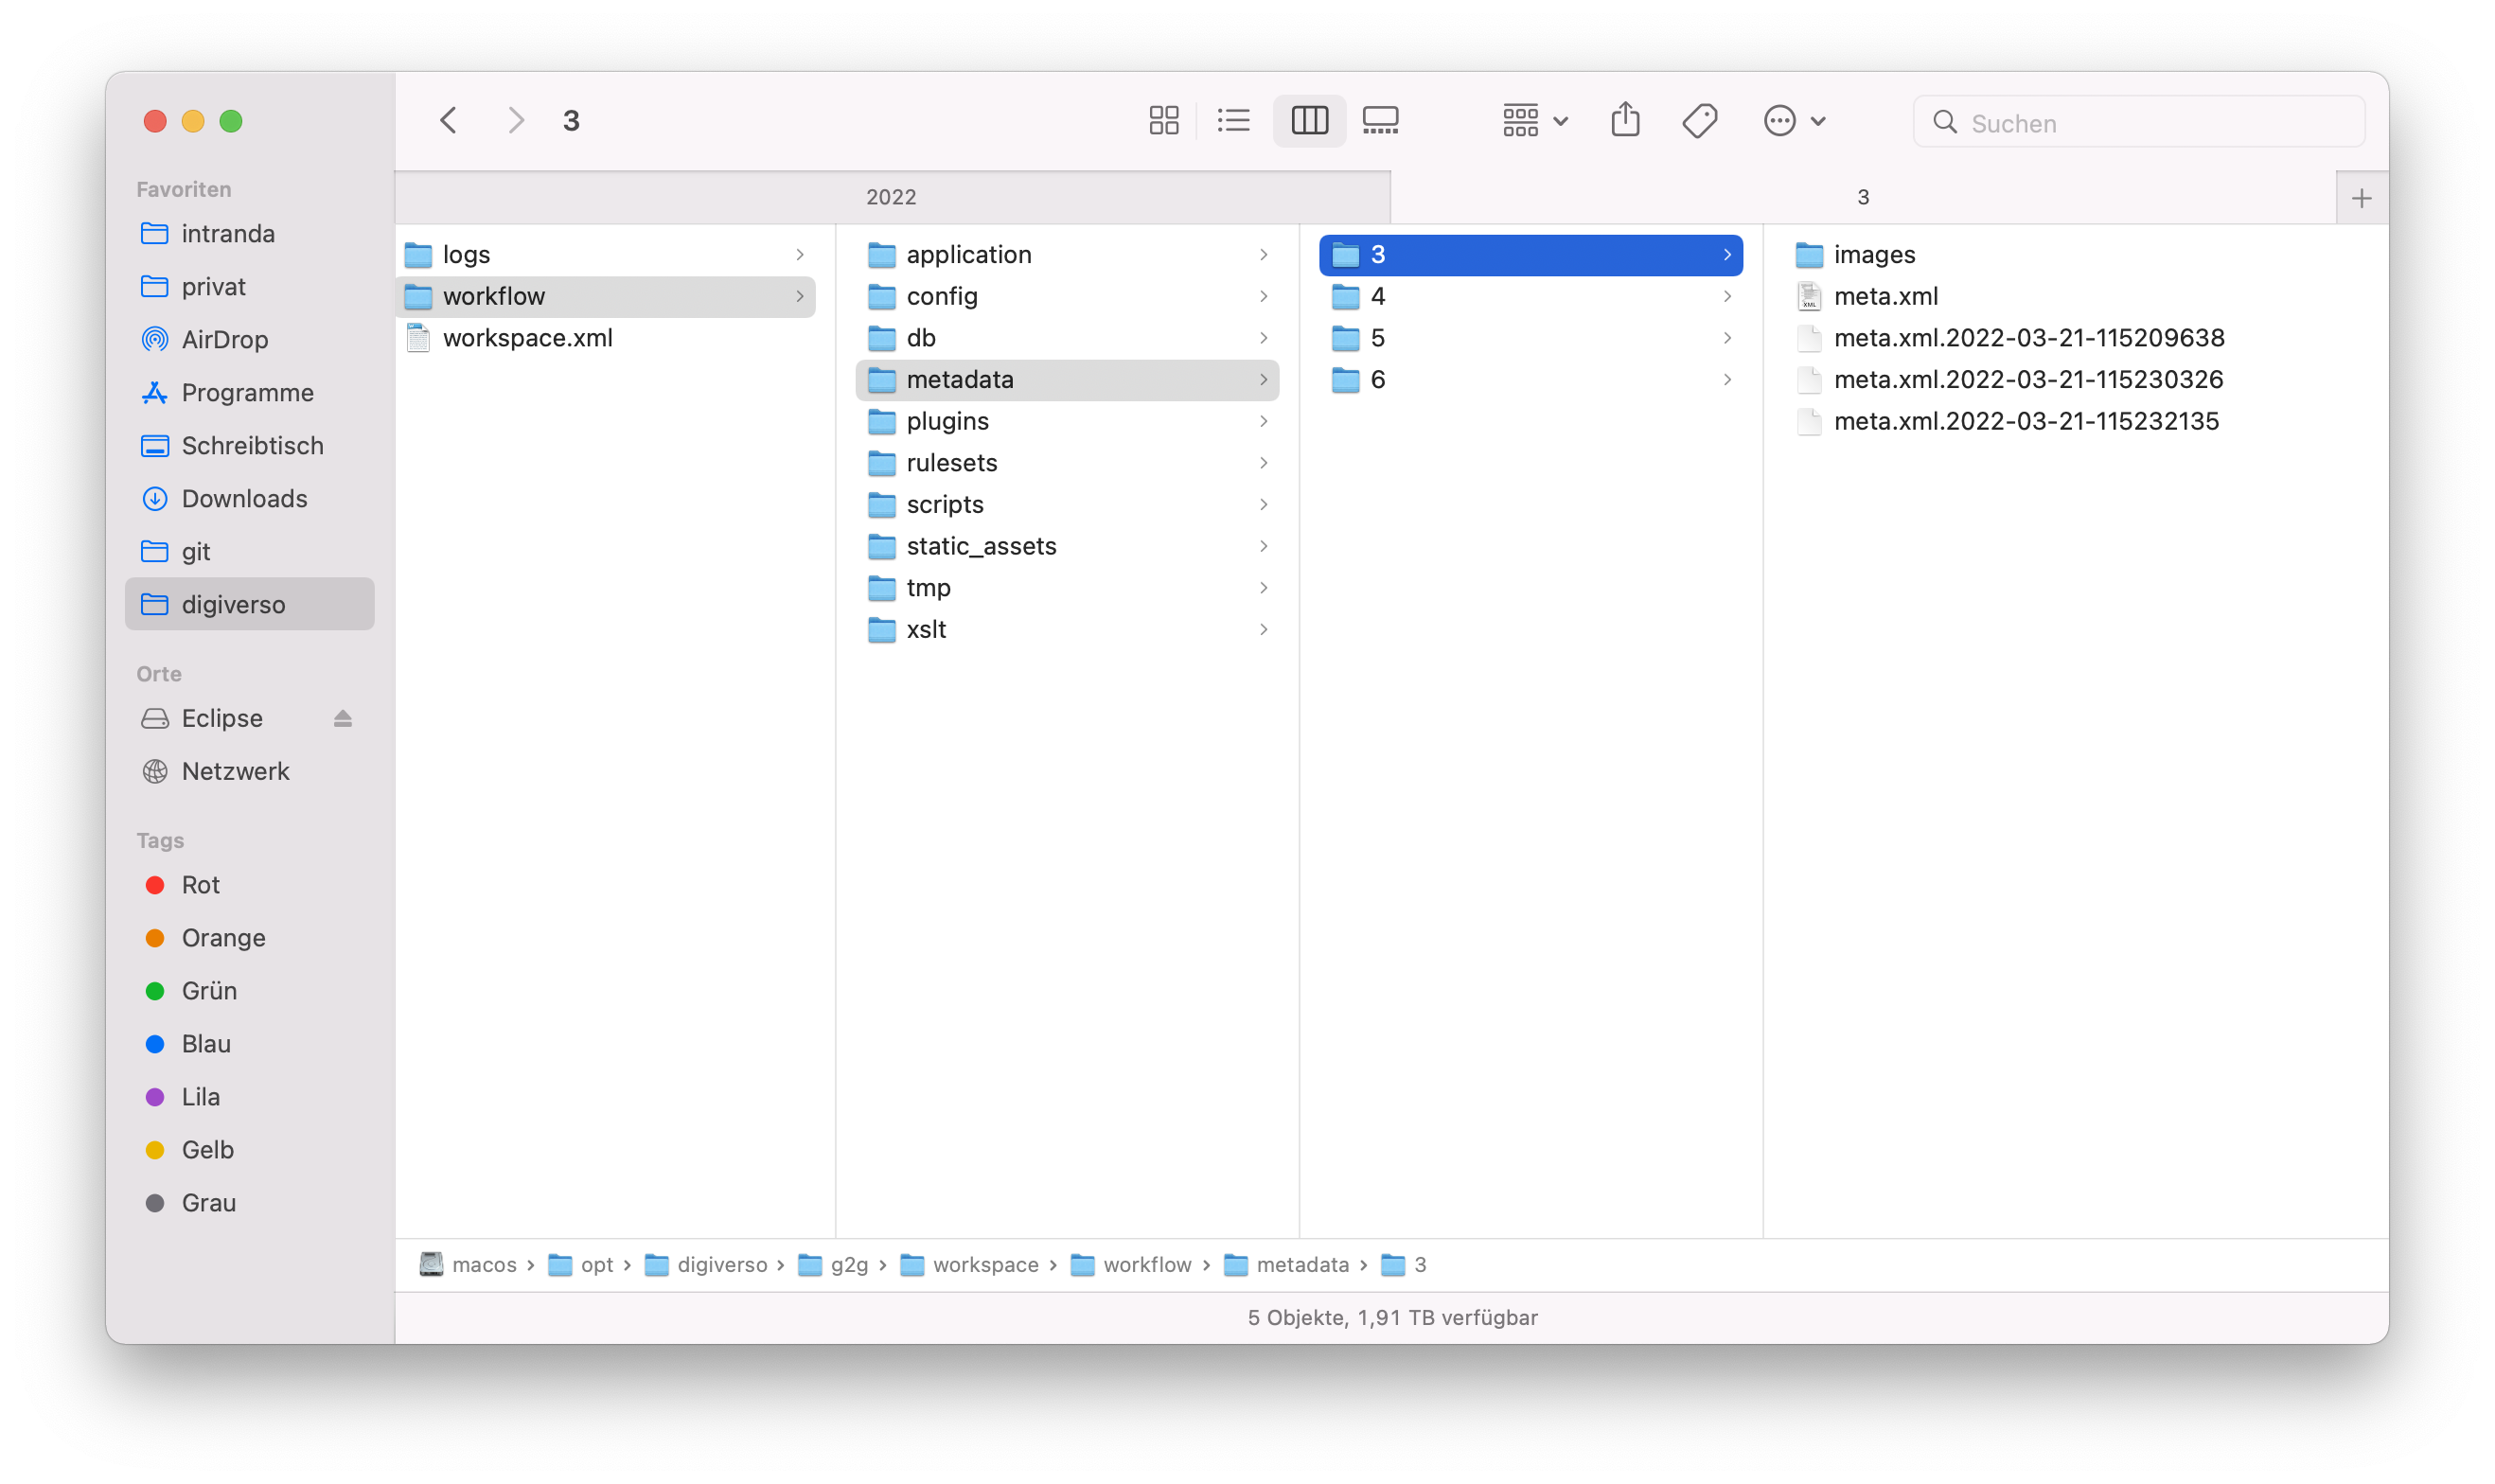 3
Suchen
2022
3
Favoriten
intranda
privat
AirDrop
Programme
Schreibtisch
Downloads
git
digiverso
Orte
Eclipse
Netzwerk
Tags
Rot
Orange
Grün
Blau
Lila
Gelb
Grau
logs
workflow
workspace.xml
application
config
db
metadata
plugins
rulesets
scripts
static_assets
tmp
xslt
3
4
5
6
images
meta.xml
meta.xml.2022-03-21-115209638
meta.xml.2022-03-21-115230326
meta.xml.2022-03-21-115232135
macos › opt › digiverso › g2g › workspace › workflow › metadata › 3
5 Objekte, 1,91 TB verfügbar